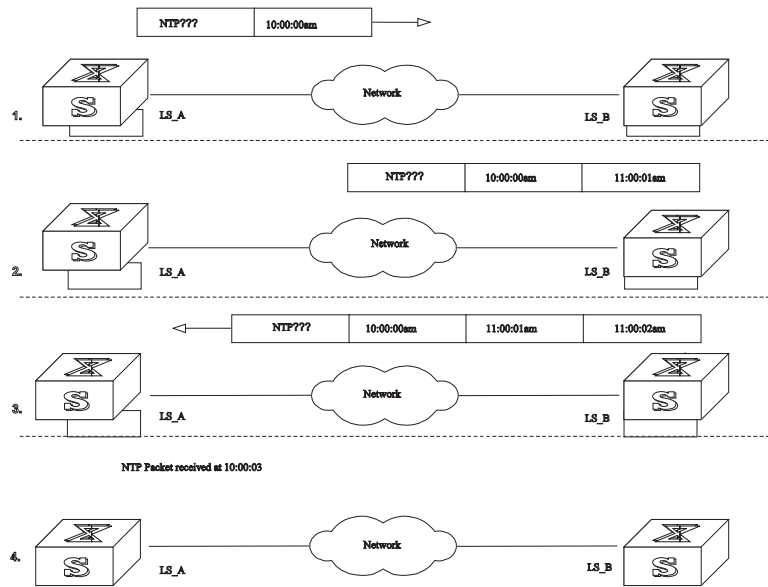 NTP??? 10:00:00am
Network
1. LS_A LS_B
NTP??? 10:00:00am 11:00:01am
Network
2. LS_A LS_B
NTP??? 10:00:00am 11:00:01am 11:00:02am
Network
3. LS_A LS_B
NTP Packet received at 10:00:03
Network
4. LS_A LS_B
S
S
S
S
S
S
S
S